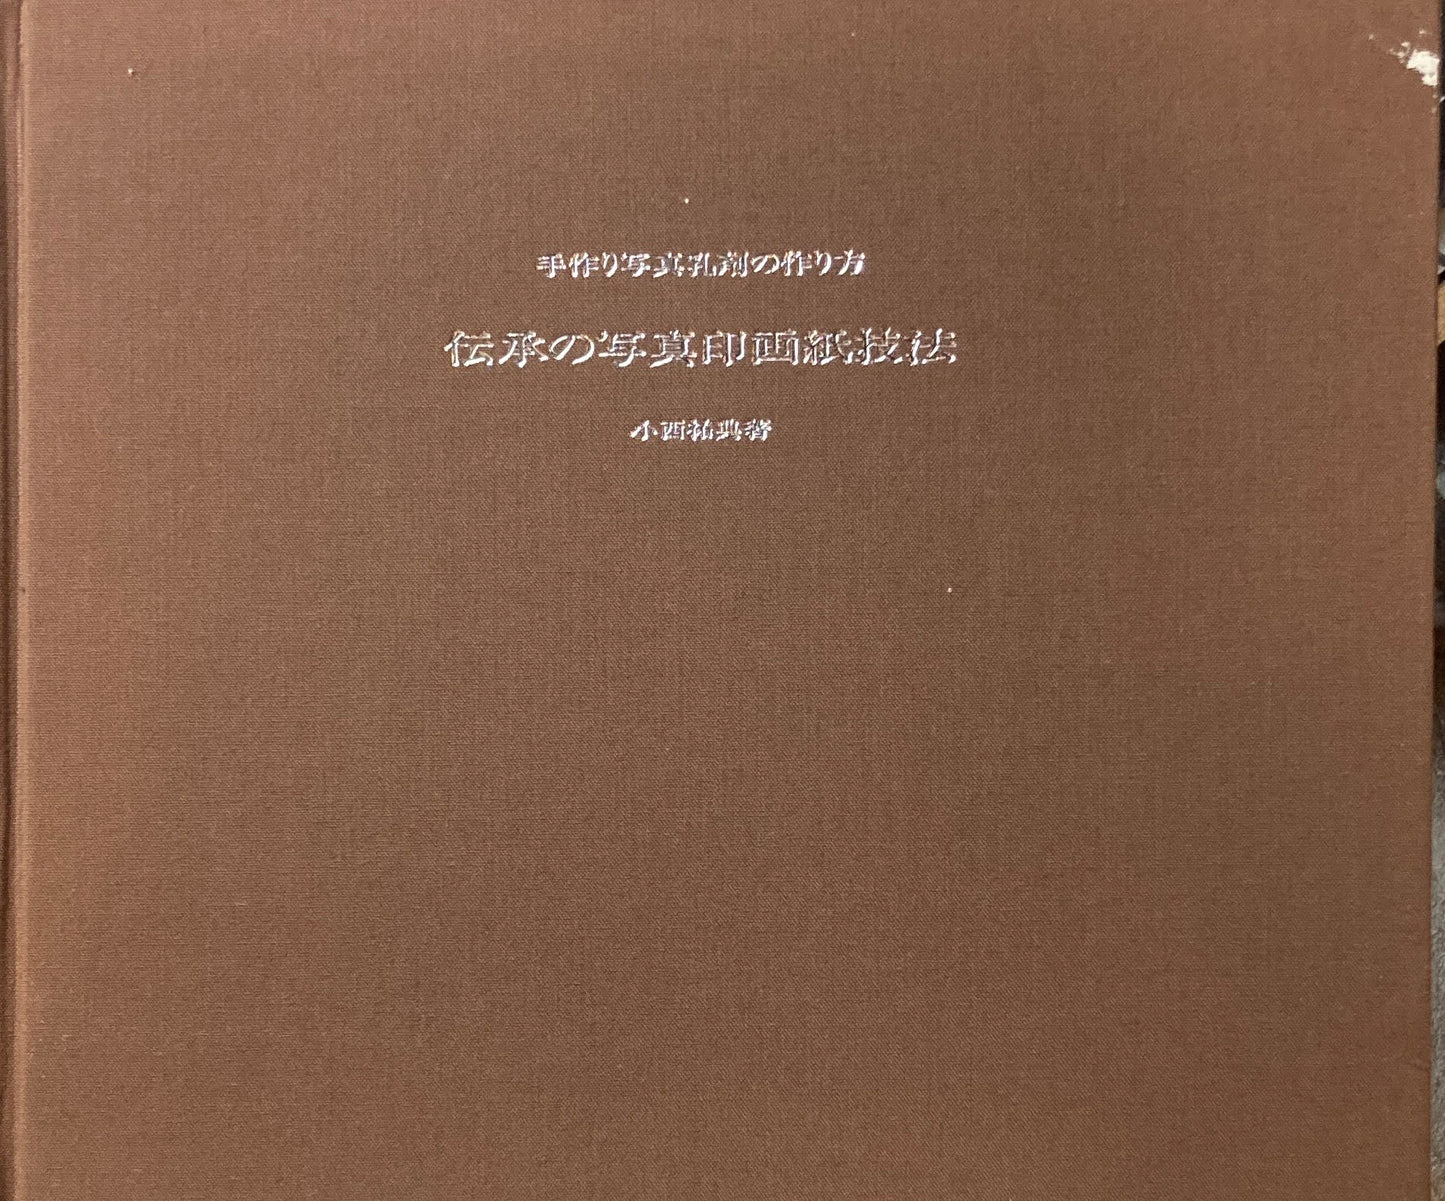 手作り写真乳剤の作り方
伝承の写真印画紙技法
小西祐典著